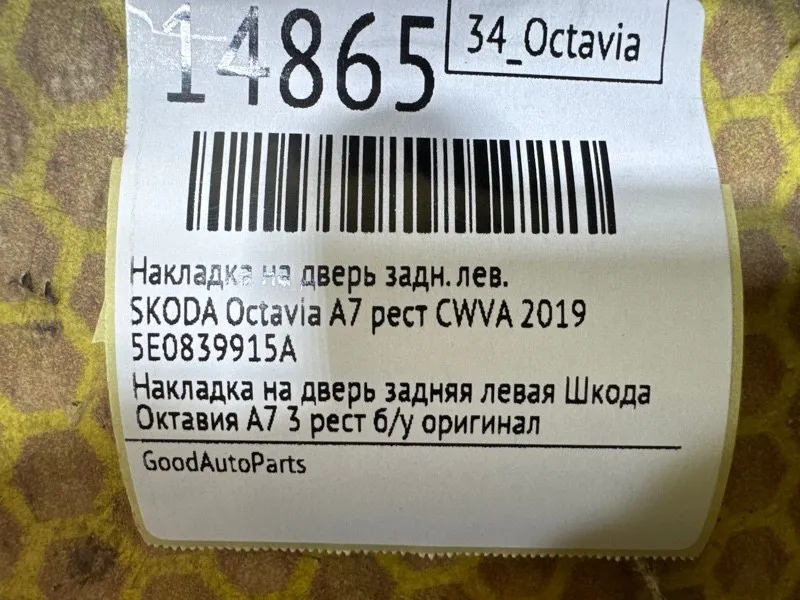 14865
34_Octavia
Накладка на дверь задн. лев.
SKODA Octavia A7 рест CWVA 2019
5E0839915A
Накладка на дверь задняя левая Шкода
Октавия А7 3 рест б/у оригинал
GoodAutoParts